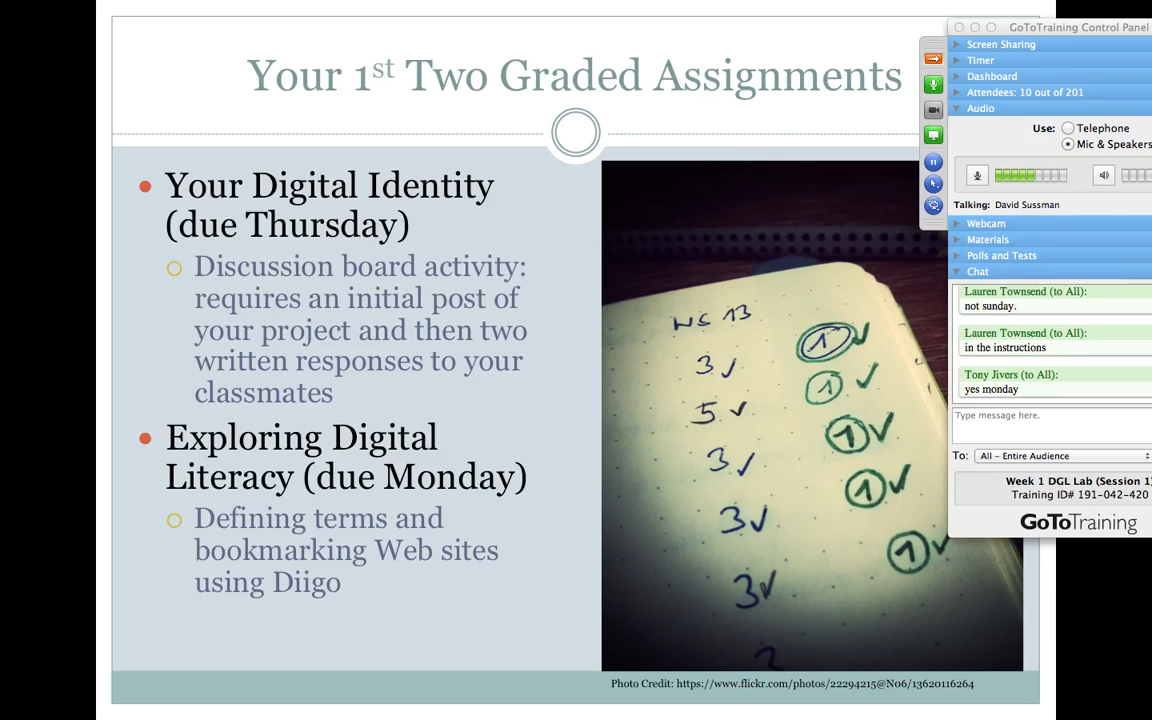 Your 1st Two Graded Assignments
Your Digital Identity
(due Thursday)
Discussion board activity:
requires an initial post of
your project and then two
written responses to your
classmates
Exploring Digital
Literacy (due Monday)
Defining terms and
bookmarking Web sites
using Diigo
WS 13
3 ✓ 1 ✓
5 ✓ 1 ✓
3 ✓ 1 ✓
3 ✓ 1 ✓
3 ✓ 1 ✓
Photo Credit: https://www.flickr.com/photos/22294215@N06/13620116264
GoToTraining Control Panel
Screen Sharing
Timer
Dashboard
Attendees: 10 out of 201
Audio
Use: Telephone
Mic & Speakers
Talking: David Sussman
Webcam
Materials
Polls and Tests
Chat
Lauren Townsend (to All):
not sunday.
Lauren Townsend (to All):
in the instructions
Tony Jivers (to All):
yes monday
Type message here.
To: All - Entire Audience
Week 1 DGL Lab (Session 1)
Training ID# 191-042-420
GoToTraining